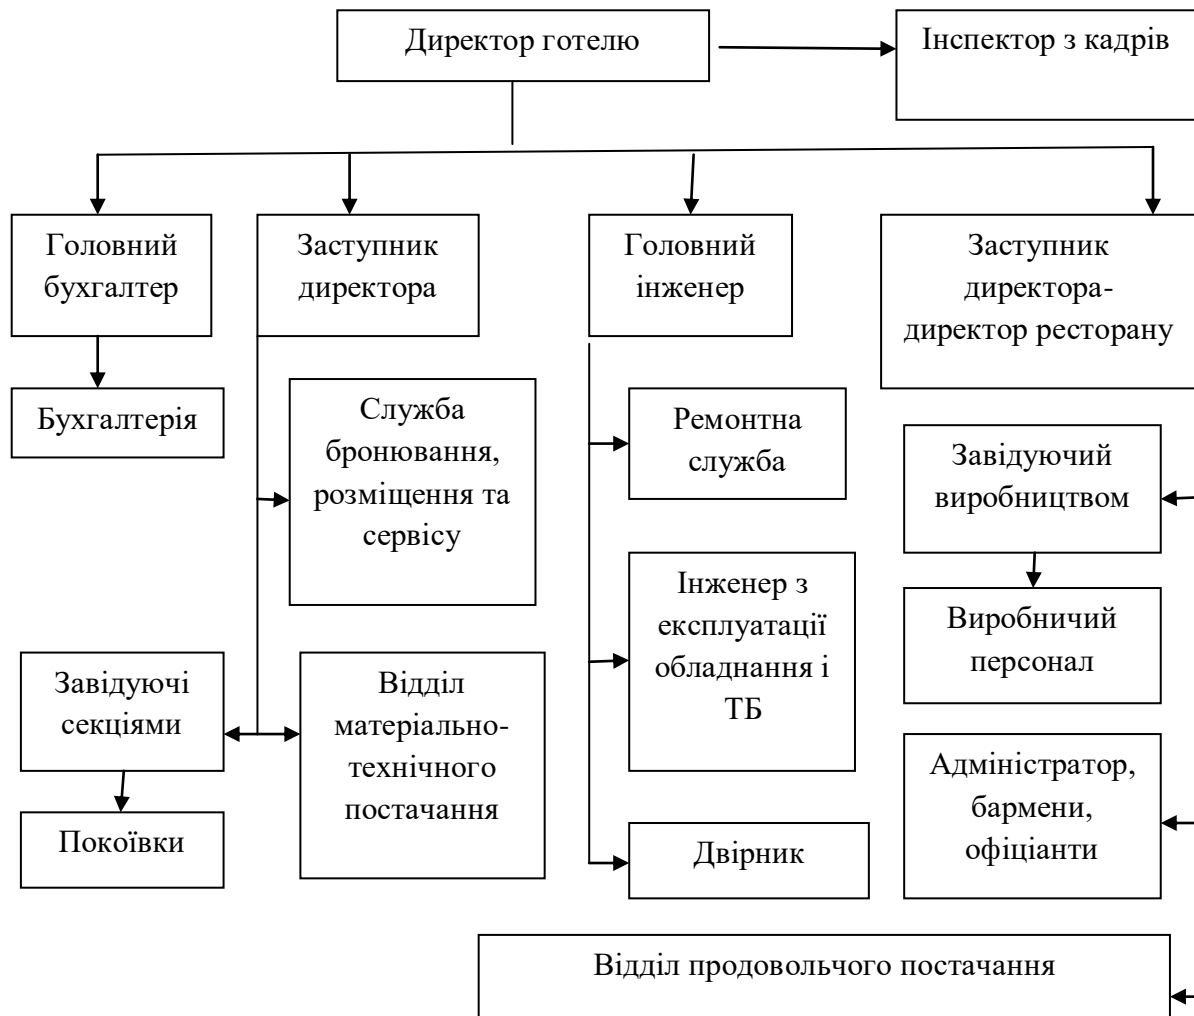 Директор готелю
Інспектор з кадрів
Головний
бухгалтер
Заступник
директора
Головний
інженер
Заступник
директора-
директор ресторану
Бухгалтерія
Служба
бронювання,
розміщення та
сервісу
Ремонтна
служба
Завідуючий
виробництвом
Інженер з
експлуатації
обладнання і
ТБ
Виробничий
персонал
Завідуючі
секціями
Відділ
матеріально-
технічного
постачання
Адміністратор,
бармени,
офіціанти
Покоївки
Двірник
Відділ продовольчого постачання